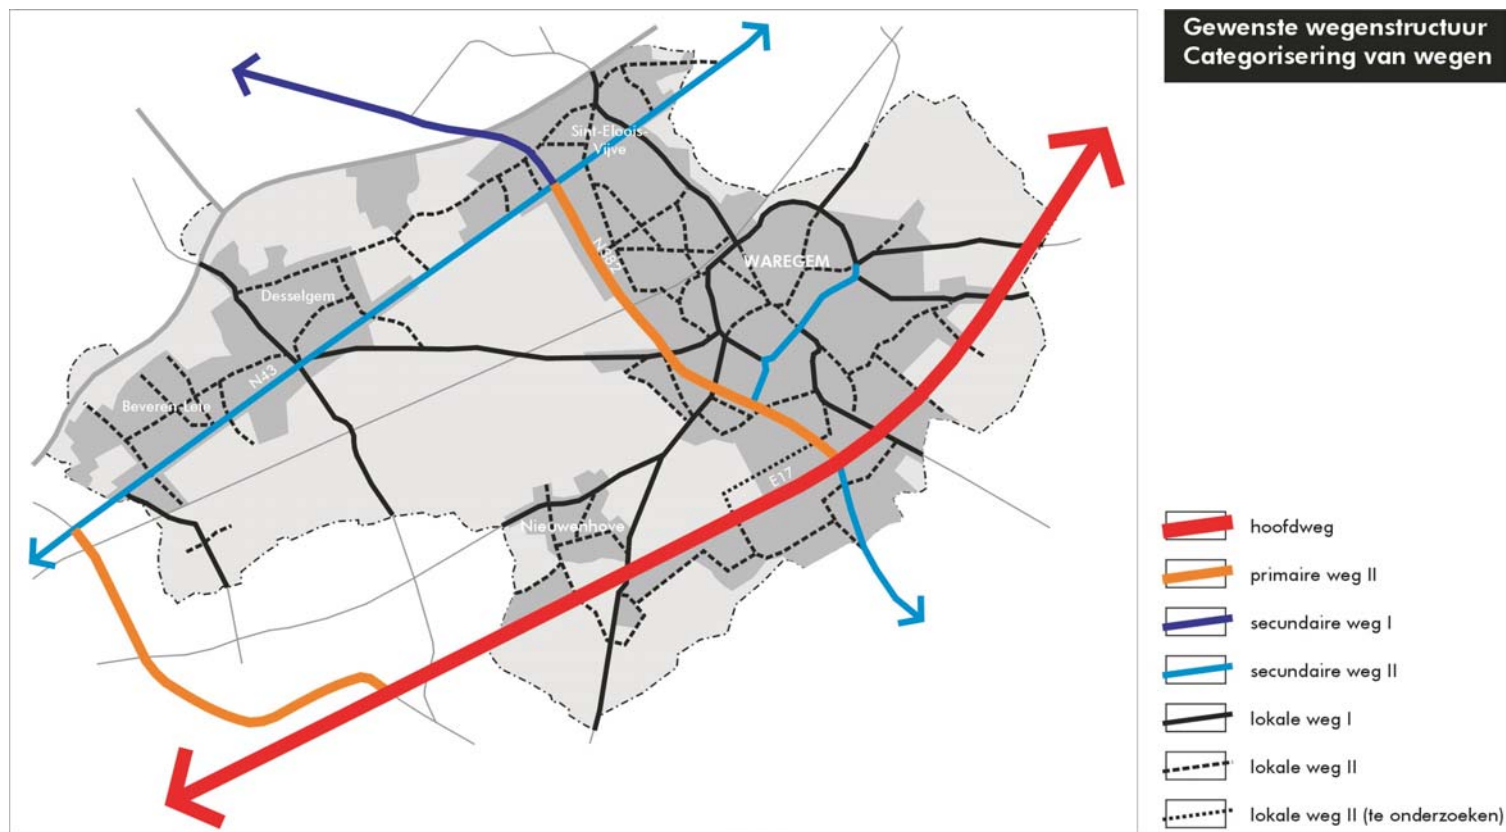 Gewenste wegenstructuur
Categorisering van wegen
Sint-Eloois-
Vijve
N382
WAREGEM
Desselgem
N43
Beveren-Leie
E17
Nieuwenhove
hoofdweg
primaire weg II
secundaire weg I
secundaire weg II
lokale weg I
lokale weg II
lokale weg II (te onderzoeken)